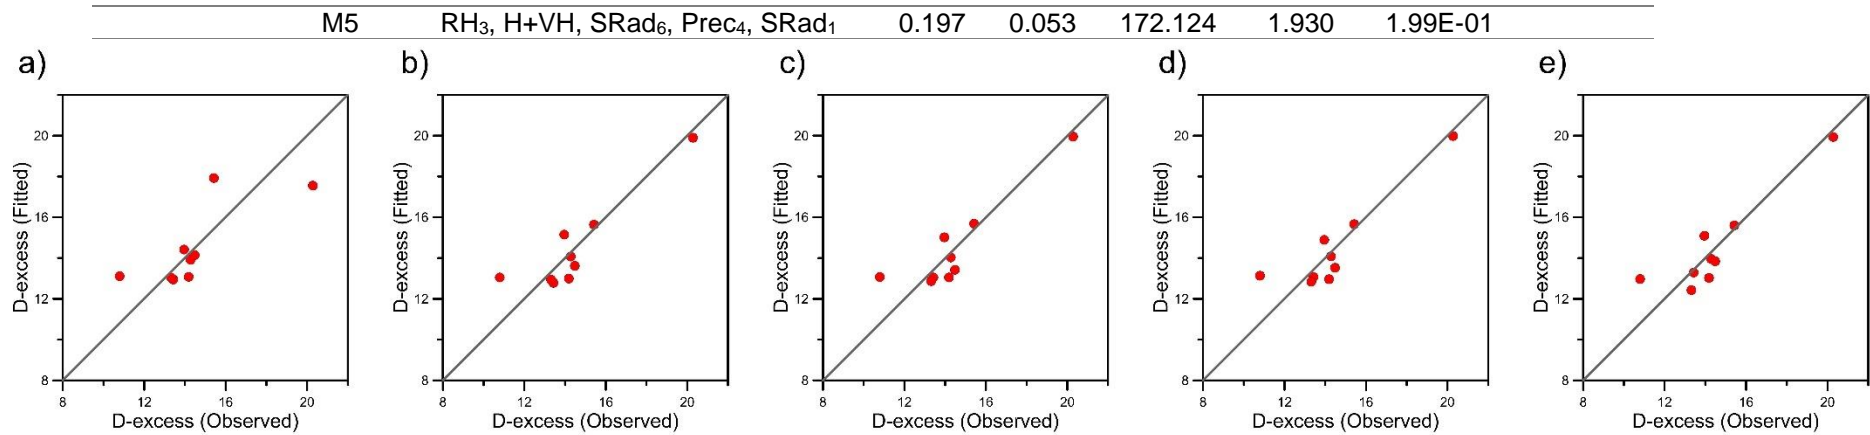 M5 RH₃, H+VH, SRad₆, Prec₄, SRad₁ 0.197 0.053 172.124 1.930 1.99E-01
a) b) c) d) e)
20 20 20 20 20
D-excess (Fitted) D-excess (Fitted) D-excess (Fitted) D-excess (Fitted) D-excess (Fitted)
16 16 16 16 16
12 12 12 12 12
8 8 8 8 8
8 12 16 20 8 12 16 20 8 12 16 20 8 12 16 20 8 12 16 20
D-excess (Observed) D-excess (Observed) D-excess (Observed) D-excess (Observed) D-excess (Observed)